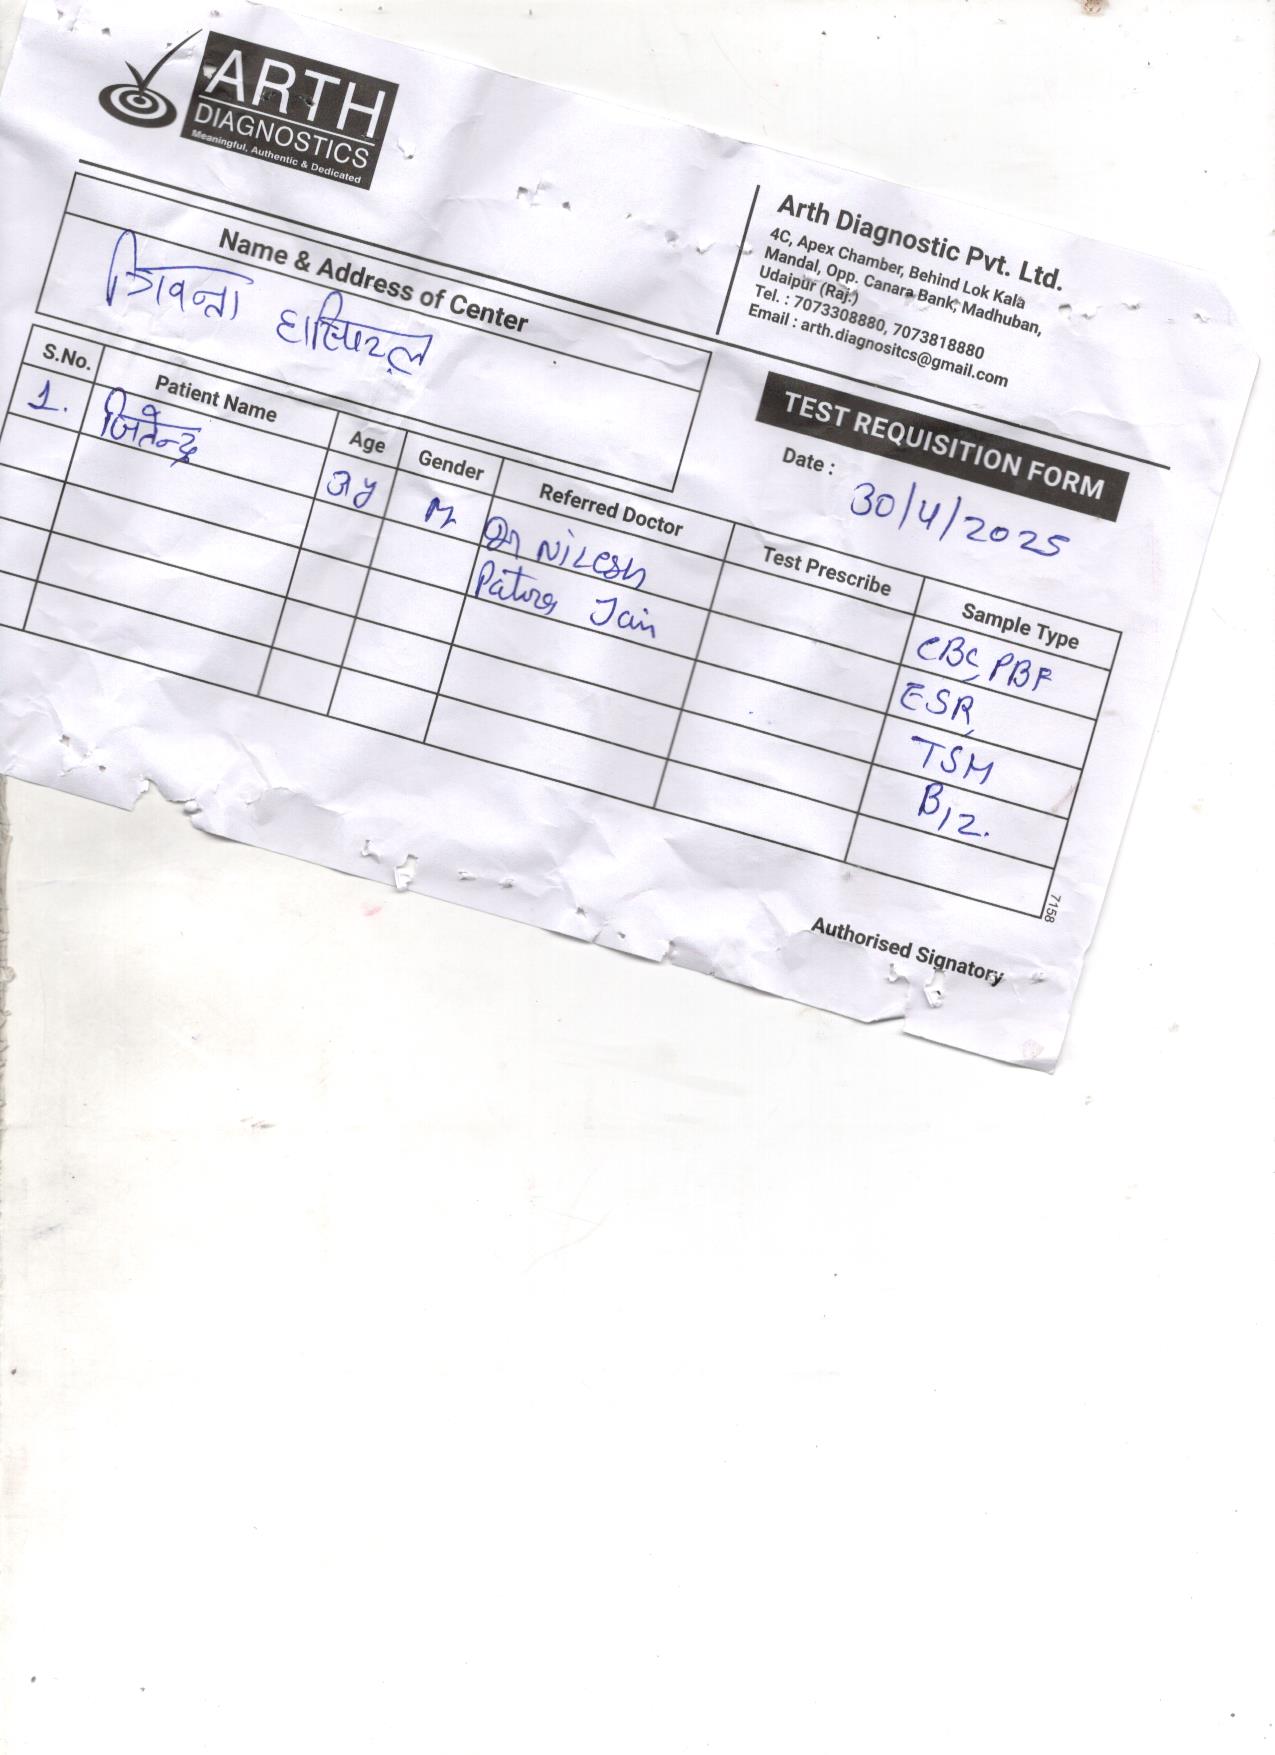 ARTH
DIAGNOSTICS
Meaningful, Authentic & Dedicated
Arth Diagnostic Pvt. Ltd.
4C, Apex Chamber, Behind Lok Kala
Mandal, Opp. Canara Bank, Madhuban,
Udaipur (Raj.)
Tel. : 7073308880, 7073818880
Email : arth.diagnositcs@gmail.com
Name & Address of Center
हास्पिटल
TEST REQUISITION FORM
Date : 30/4/2025
S.No. Patient Name Age Gender Referred Doctor Test Prescribe Sample Type
1. जितेन्द्र M Dr NILESH CBC, PBF
Jain ESR
TSH
B12.
7158
Authorised Signatory